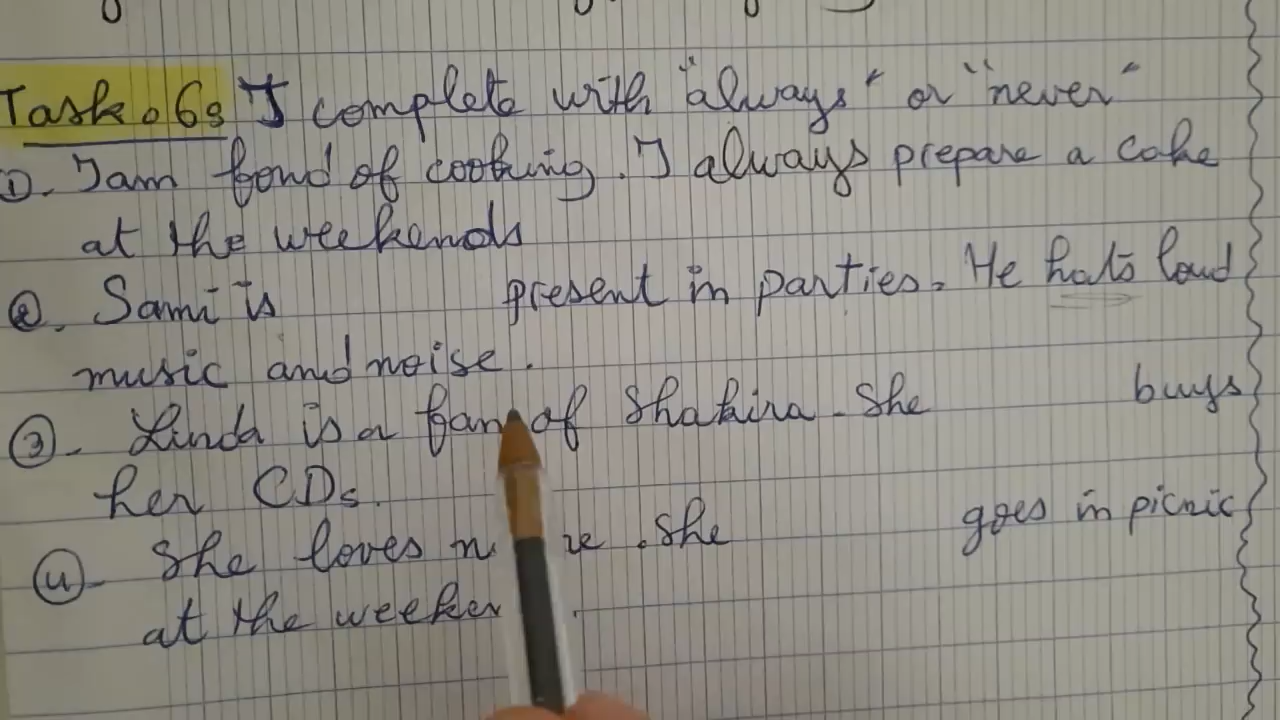 Task 06: I complete with "always" or "never"
1). I am fond of cooking. I always prepare a cake
at the weekends
2. Sami is present in parties. He hats loud
music and noise.
3. Linda is a fan of Shakira. She buys
her CDs.
4. She loves She goes in picnic
at the